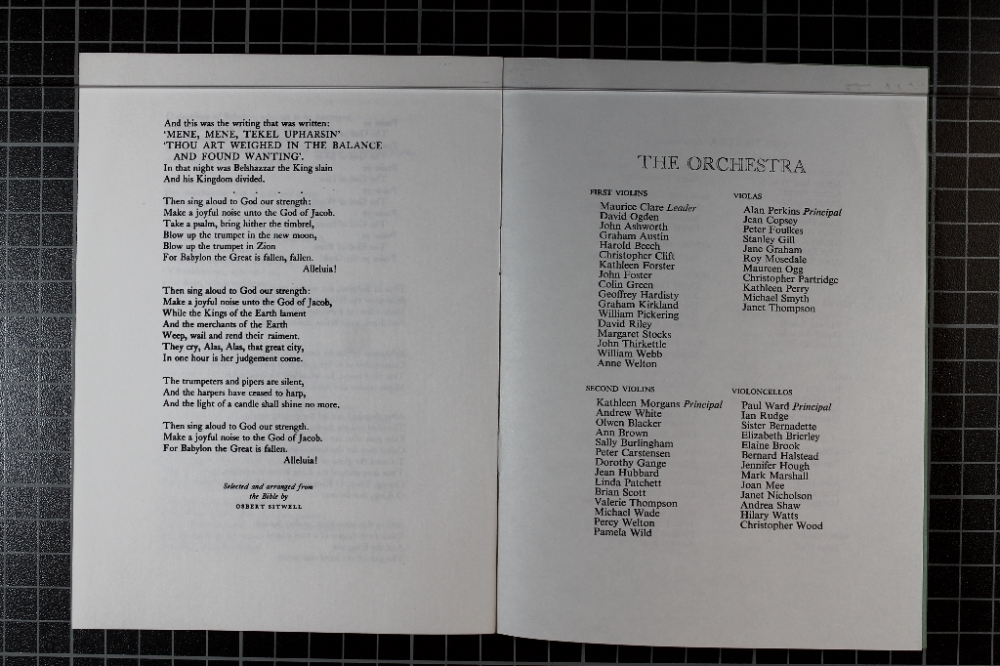 And this was the writing that was written:
'MENE, MENE, TEKEL UPHARSIN'
'THOU ART WEIGHED IN THE BALANCE
AND FOUND WANTING'.
In that night was Belshazzar the King slain
And his Kingdom divided.
. . . . .
Then sing aloud to God our strength:
Make a joyful noise unto the God of Jacob.
Take a psalm, bring hither the timbrel,
Blow up the trumpet in the new moon,
Blow up the trumpet in Zion
For Babylon the Great is fallen, fallen.
Alleluia!
Then sing aloud to God our strength:
Make a joyful noise unto the God of Jacob,
While the Kings of the Earth lament
And the merchants of the Earth
Weep, wail and rend their raiment.
They cry, Alas, Alas, that great city,
In one hour is her judgement come.
The trumpeters and pipers are silent,
And the harpers have ceased to harp,
And the light of a candle shall shine no more.
Then sing aloud to God our strength.
Make a joyful noise to the God of Jacob.
For Babylon the Great is fallen.
Alleluia!
Selected and arranged from
the Bible by
OSBERT SITWELL
THE ORCHESTRA
FIRST VIOLINS
Maurice Clare Leader
David Ogden
John Ashworth
Graham Austin
Harold Beech
Christopher Clift
Kathleen Forster
John Foster
Colin Green
Geoffrey Hardisty
Graham Kirkland
William Pickering
David Riley
Margaret Stocks
John Thirkettle
William Webb
Anne Welton
SECOND VIOLINS
Kathleen Morgans Principal
Andrew White
Olwen Blacker
Ann Brown
Sally Burlingham
Peter Carstensen
Dorothy Gange
Jean Hubbard
Linda Patchett
Brian Scott
Valerie Thompson
Michael Wade
Percy Welton
Pamela Wild
VIOLAS
Alan Perkins Principal
Jean Copsey
Peter Foulkes
Stanley Gill
Jane Graham
Roy Mosedale
Maureen Ogg
Christopher Partridge
Kathleen Perry
Michael Smyth
Janet Thompson
VIOLONCELLOS
Paul Ward Principal
Ian Rudge
Sister Bernadette
Elizabeth Brierley
Elaine Brook
Bernard Halstead
Jennifer Hough
Mark Marshall
Joan Mee
Janet Nicholson
Andrea Shaw
Hilary Watts
Christopher Wood